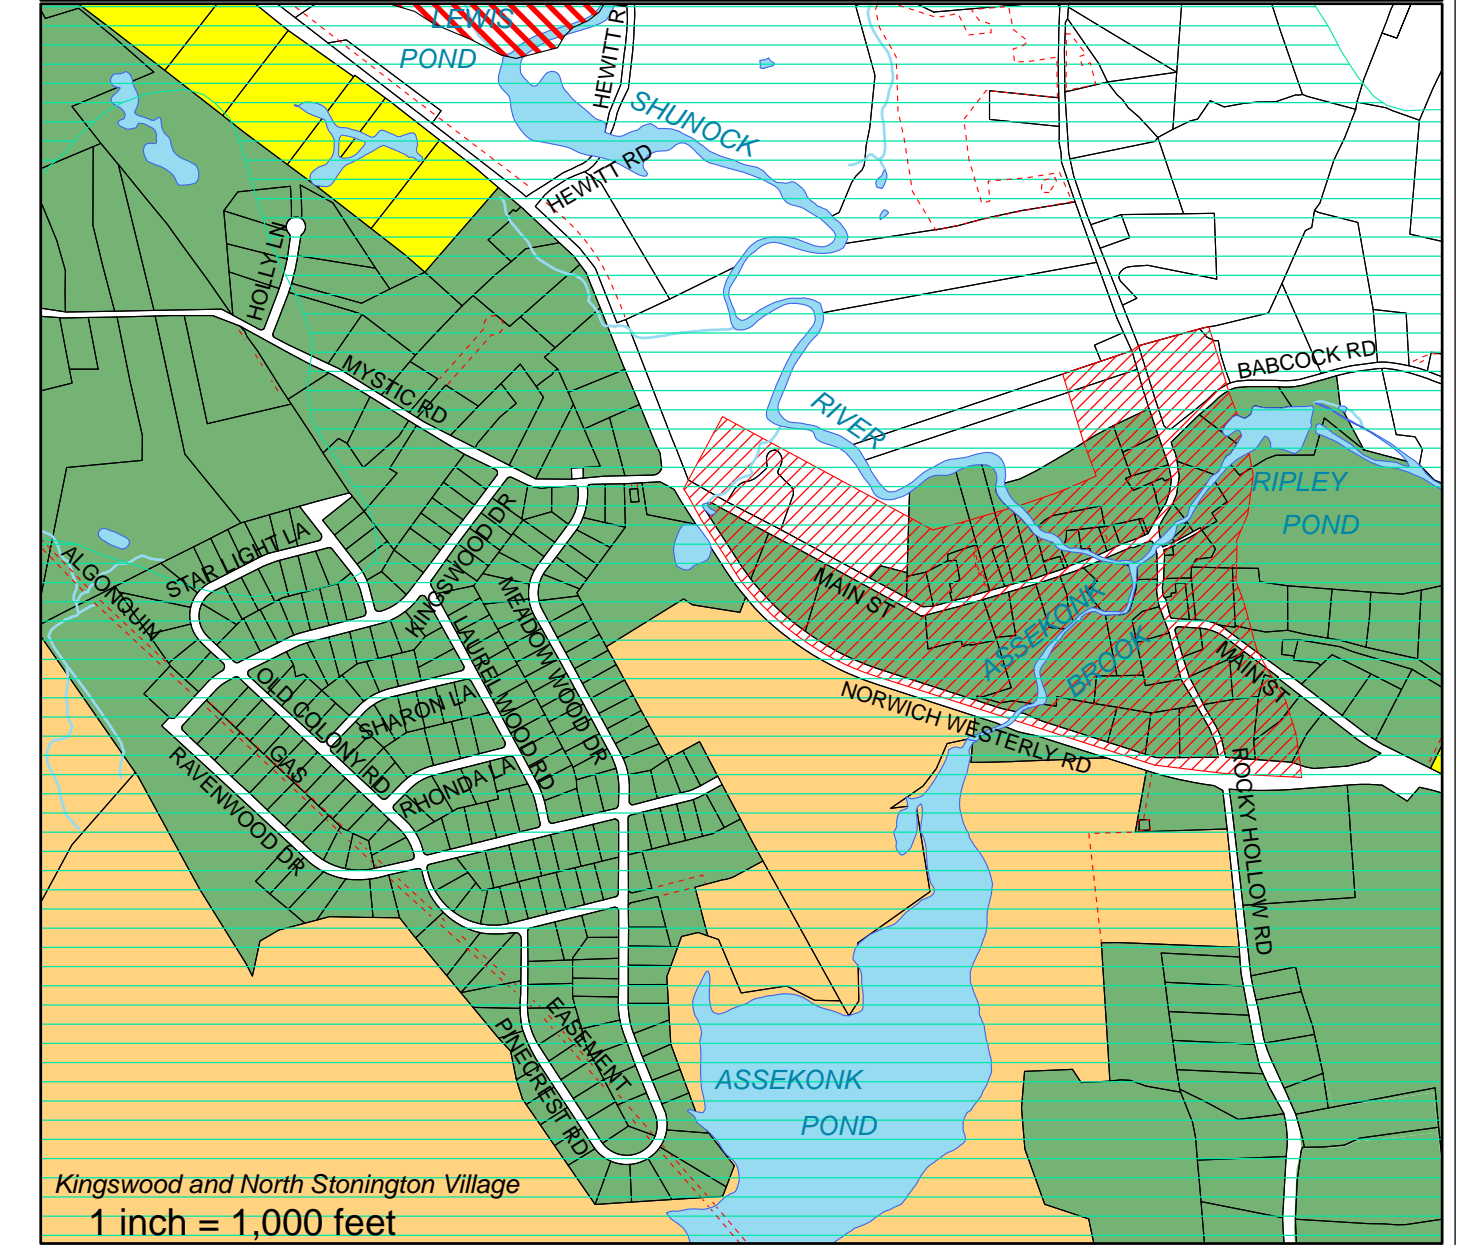 LEWIS
POND
HEWITT R
SHUNOCK
HEWITT RD
HOLLY LN
MYSTIC RD
BABCOCK RD
RIVER
RIPLEY
POND
KINGSWOOD DR
STAR LIGHT LA
ALGONQUIM
MAIN ST
MEADOW WOOD DR
LAUREL WOOD RD
ASSEKONK
BROOK
MAIN ST
OLD COLONY RD
SHARON LA
NORWICH WESTERLY RD
GAS
RAVENWOOD DR
RHONDA LA
ROCKY HOLLOW RD
EASEMENT
PINECREST RD
ASSEKONK
POND
Kingswood and North Stonington Village
1 inch = 1,000 feet